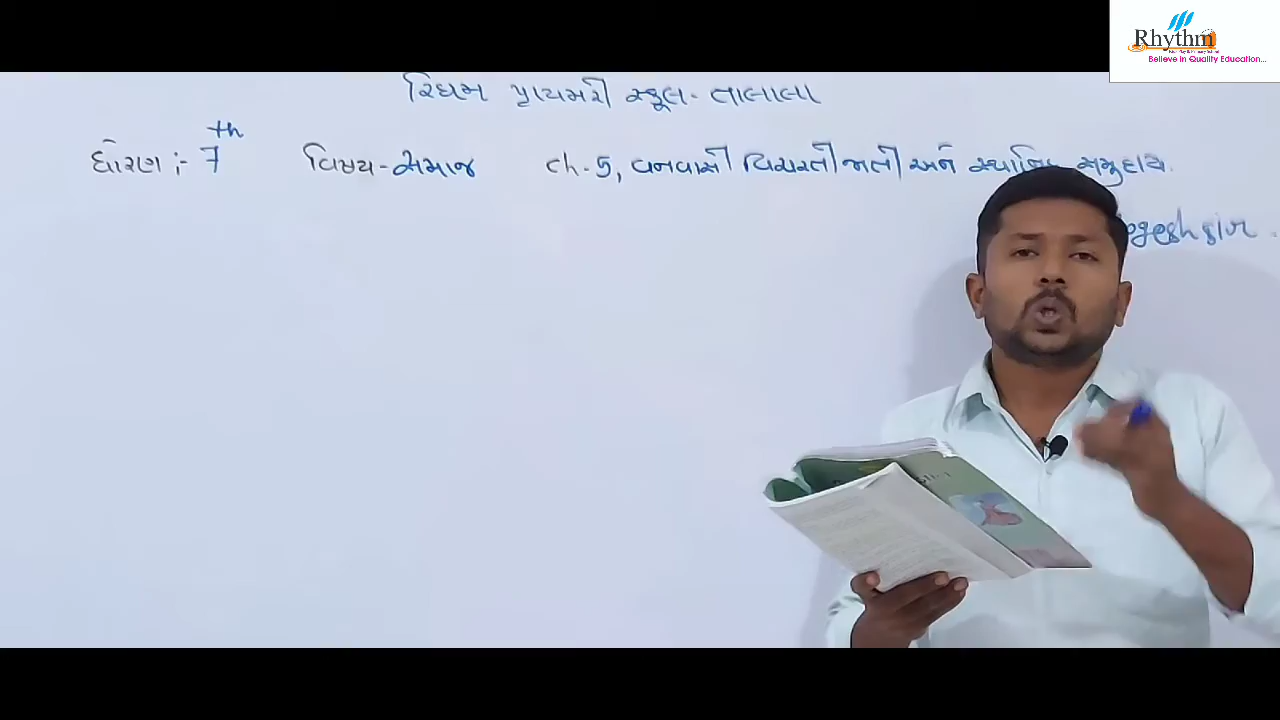 Rhythm
Believe in Quality Education...
રિધમ પ્રાયમરી સ્કૂલ - તાલાલા
ધોરણ :- 7th વિષય - સમાજ ch-5, વનવાસી વિચરતી જાતી અને સમુદાય.